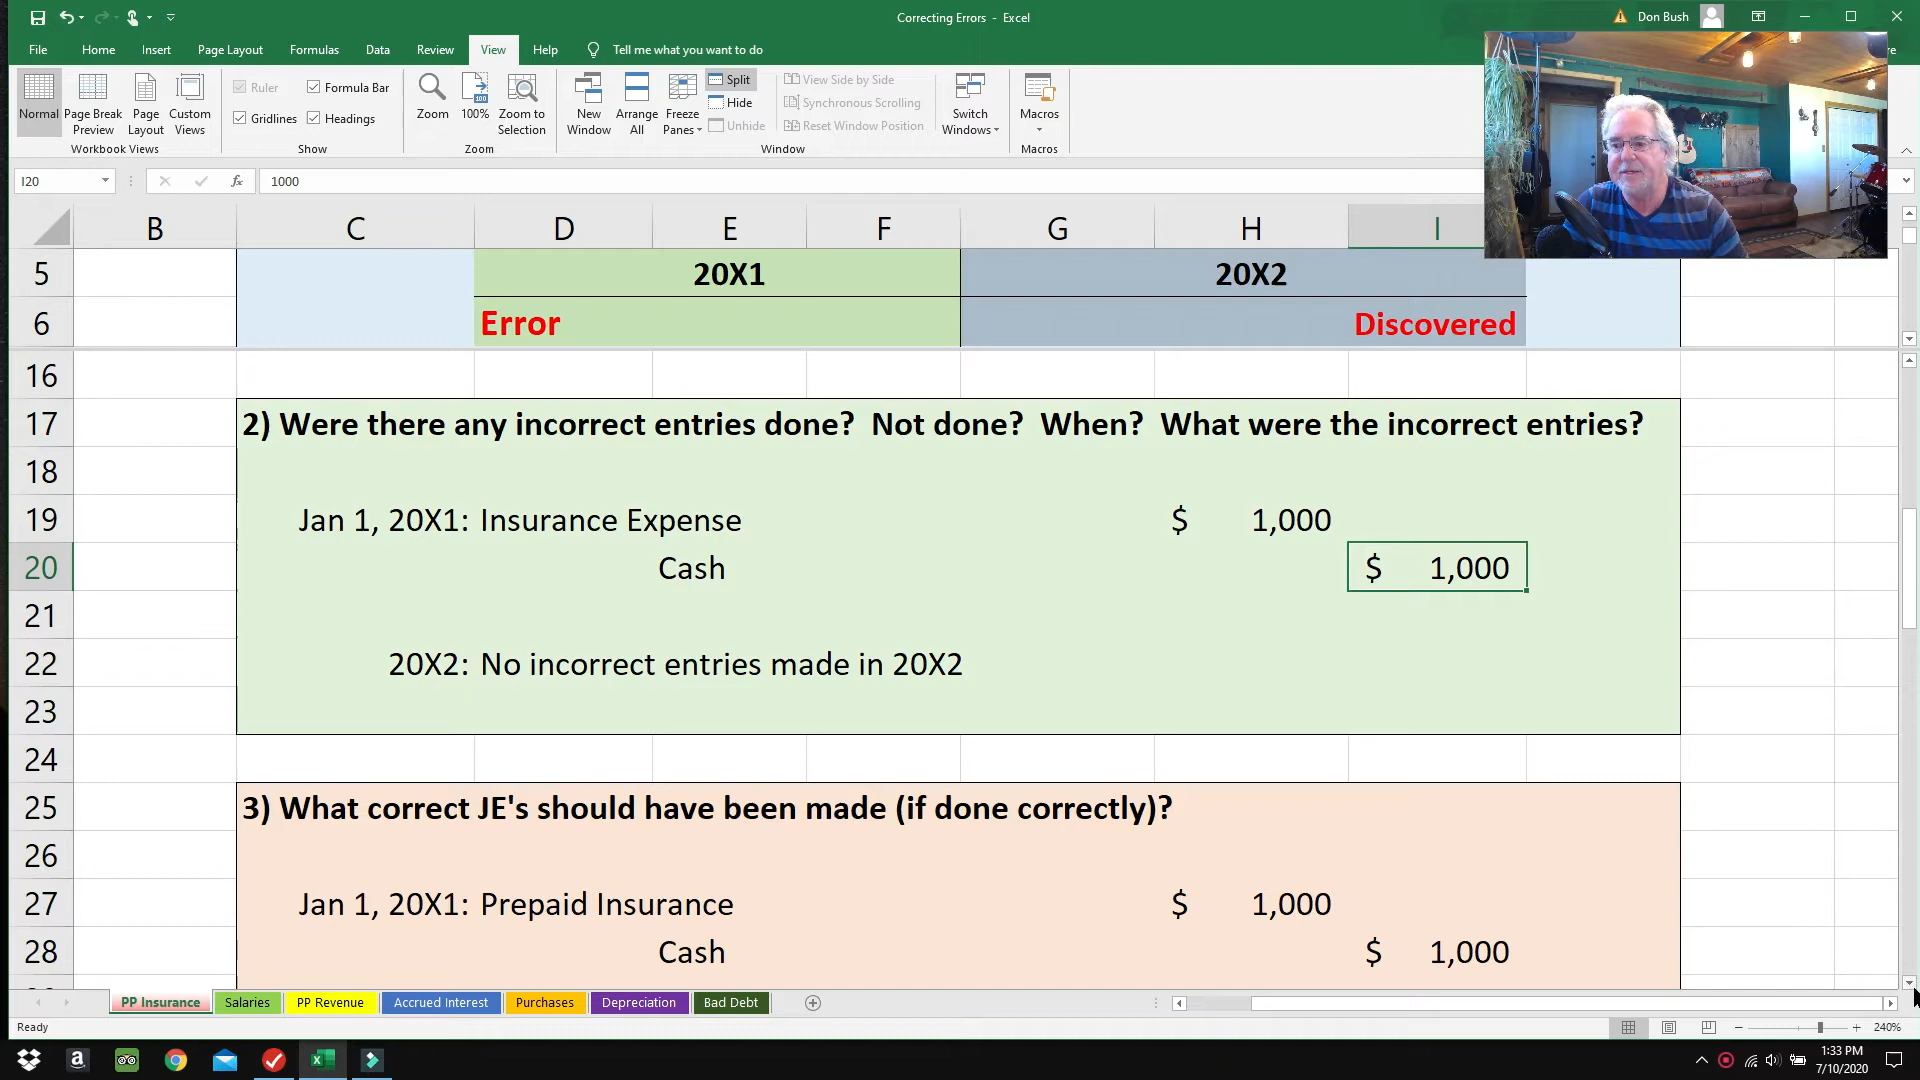 Correcting Errors - Excel
Don Bush
File Home Insert Page Layout Formulas Data Review View Help Tell me what you want to do
Normal
Page Break Preview
Page Layout
Custom Views
Workbook Views
Ruler
Formula Bar
Gridlines
Headings
Show
Zoom
100%
100
Zoom to Selection
Zoom
New Window
Arrange All
Freeze Panes
Split
Hide
Unhide
View Side by Side
Synchronous Scrolling
Reset Window Position
Window
Switch Windows
Macros
Macros
I20 fx 1000
B C D E F G H I
5 20X1 20X2
6 Error Discovered
16
17 2) Were there any incorrect entries done? Not done? When? What were the incorrect entries?
18
19 Jan 1, 20X1: Insurance Expense $ 1,000
20 Cash $ 1,000
21
22 20X2: No incorrect entries made in 20X2
23
24
25 3) What correct JE's should have been made (if done correctly)?
26
27 Jan 1, 20X1: Prepaid Insurance $ 1,000
28 Cash $ 1,000
PP Insurance Salaries PP Revenue Accrued Interest Purchases Depreciation Bad Debt
Ready
240%
1:33 PM
7/10/2020